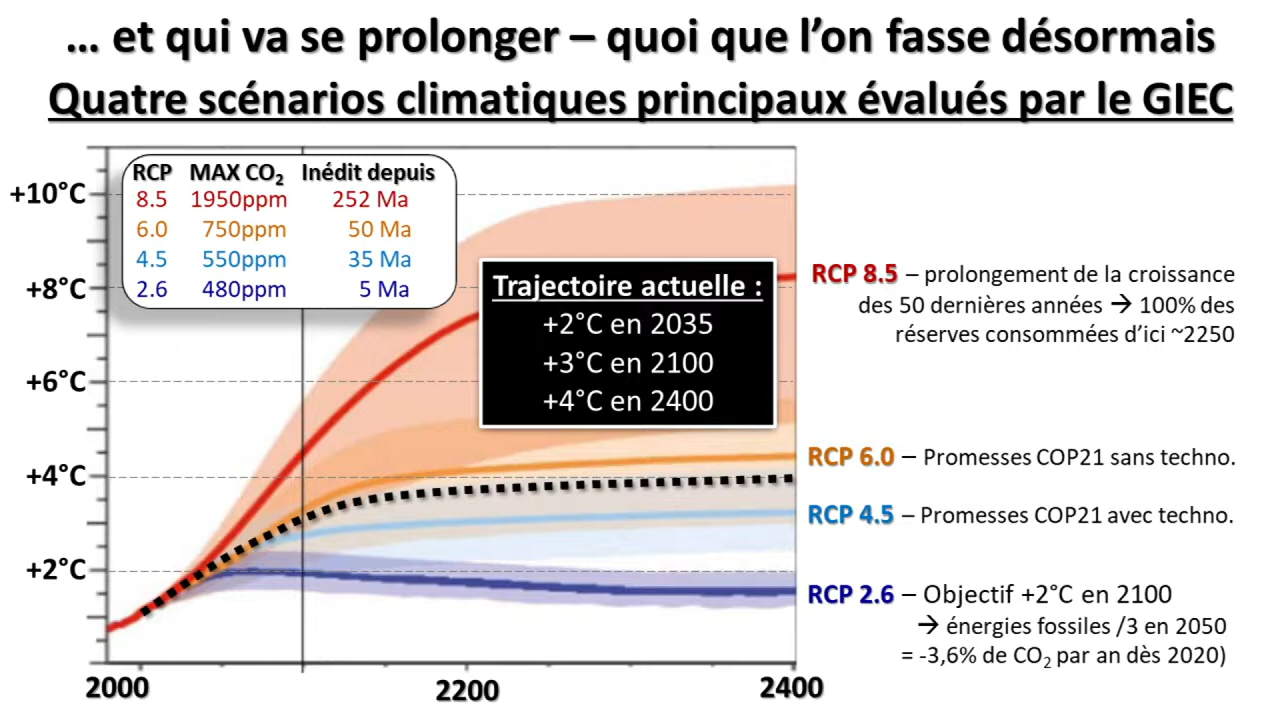 ... et qui va se prolonger – quoi que l'on fasse désormais
Quatre scénarios climatiques principaux évalués par le GIEC
RCP MAX CO₂ Inédit depuis
8.5 1950ppm 252 Ma
6.0 750ppm 50 Ma
4.5 550ppm 35 Ma
2.6 480ppm 5 Ma
+10°C
+8°C
+6°C
+4°C
+2°C
Trajectoire actuelle :
+2°C en 2035
+3°C en 2100
+4°C en 2400
RCP 8.5 – prolongement de la croissance
des 50 dernières années → 100% des
réserves consommées d'ici ~2250
RCP 6.0 – Promesses COP21 sans techno.
RCP 4.5 – Promesses COP21 avec techno.
RCP 2.6 – Objectif +2°C en 2100
→ énergies fossiles /3 en 2050
= -3,6% de CO₂ par an dès 2020)
2000 2200 2400